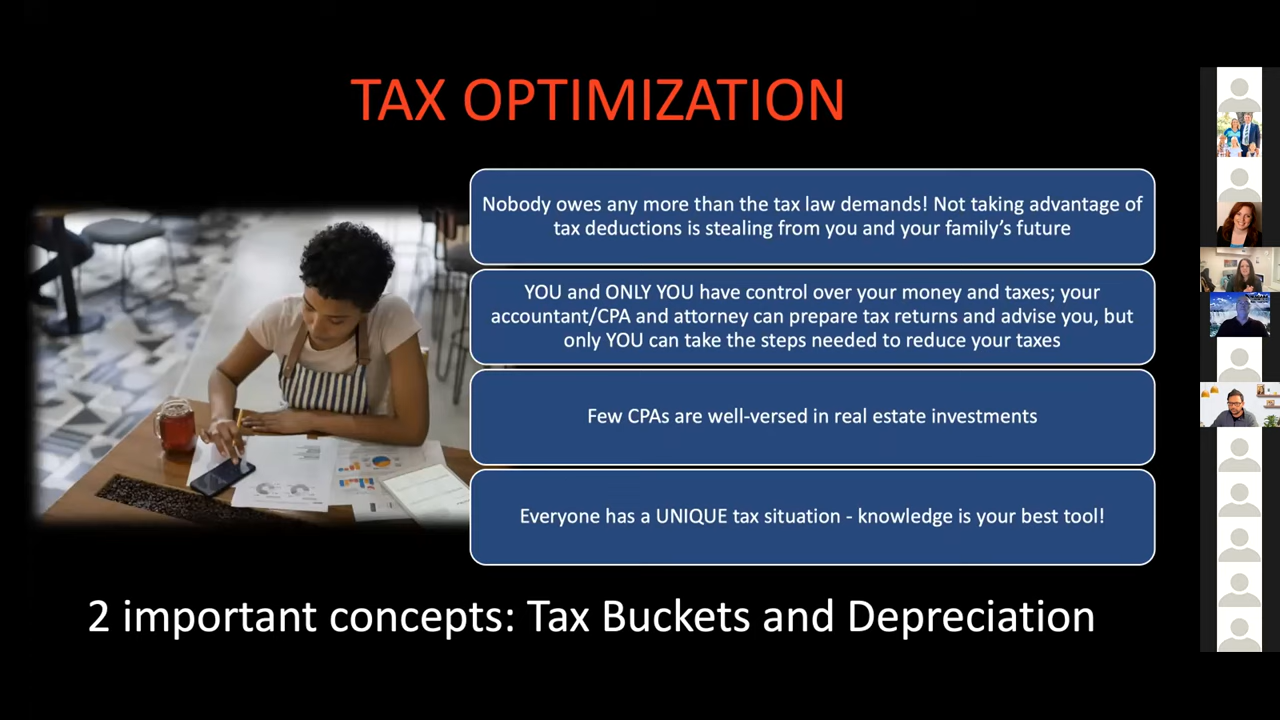 TAX OPTIMIZATION
Nobody owes any more than the tax law demands! Not taking advantage of
tax deductions is stealing from you and your family’s future
YOU and ONLY YOU have control over your money and taxes; your
accountant/CPA and attorney can prepare tax returns and advise you, but
only YOU can take the steps needed to reduce your taxes
Few CPAs are well-versed in real estate investments
Everyone has a UNIQUE tax situation - knowledge is your best tool!
2 important concepts: Tax Buckets and Depreciation